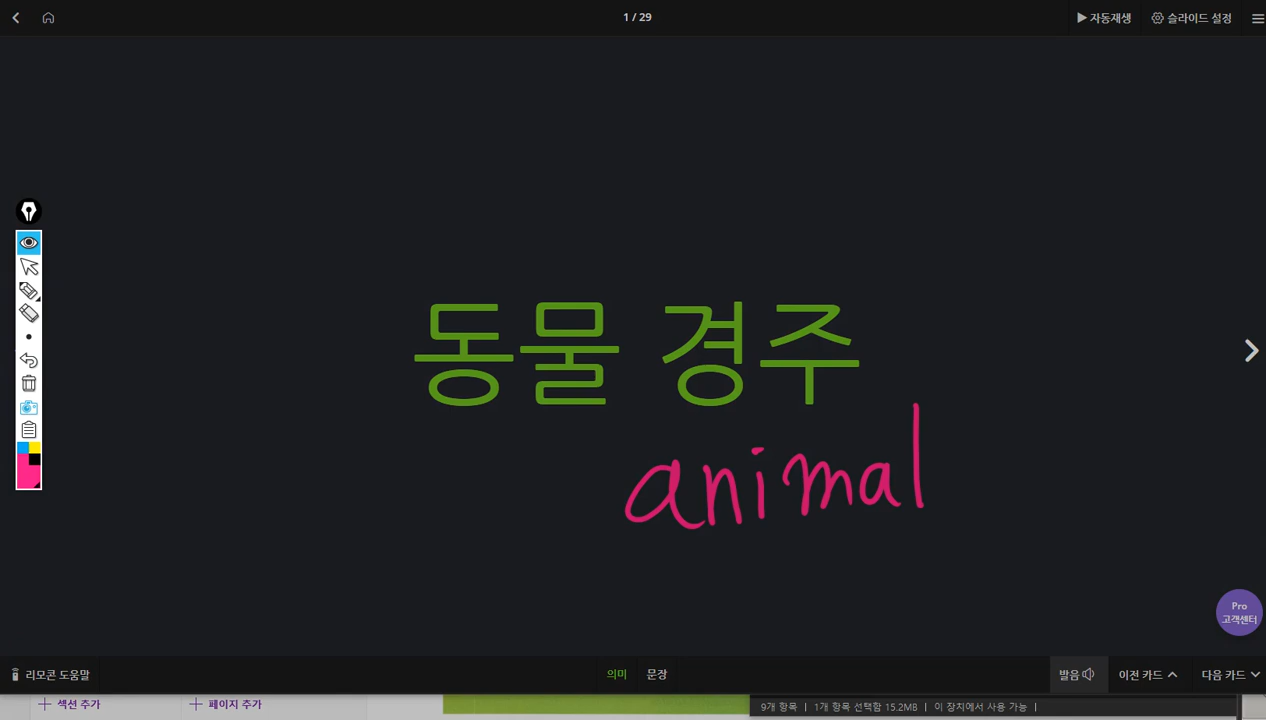 1 / 29
자동재생
슬라이드 설정
동물 경주
animal
Pro
고객센터
리모콘 도움말
의미
문장
발음
이전 카드
다음 카드
섹션 추가
페이지 추가
9개 항목 | 1개 항목 선택함 15.2MB | 이 장치에서 사용 가능 |